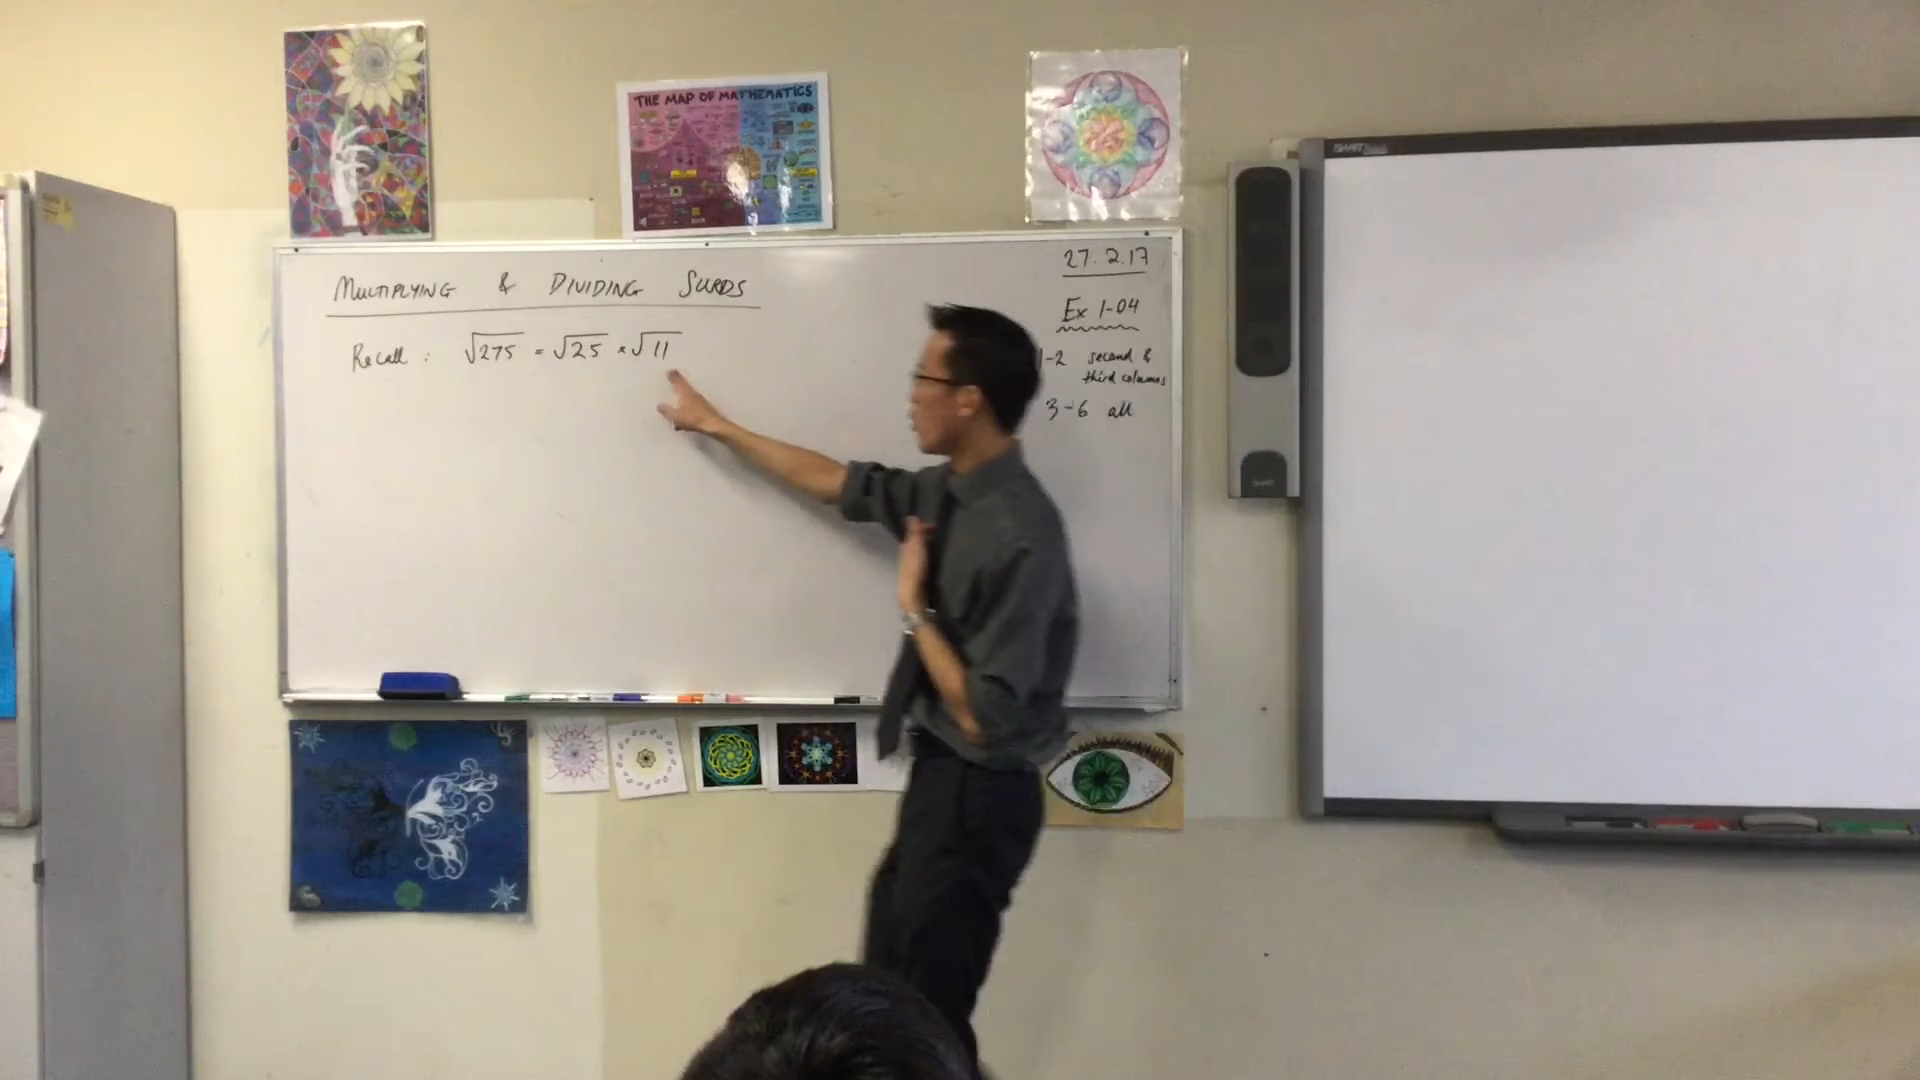 THE MAP OF MATHEMATICS
SMART
27.2.17
MULTIPLYING & DIVIDING SURDS
Ex 1-04
Recall : √275 = √25 × √11
1-2 second &
third columns
3-6 all